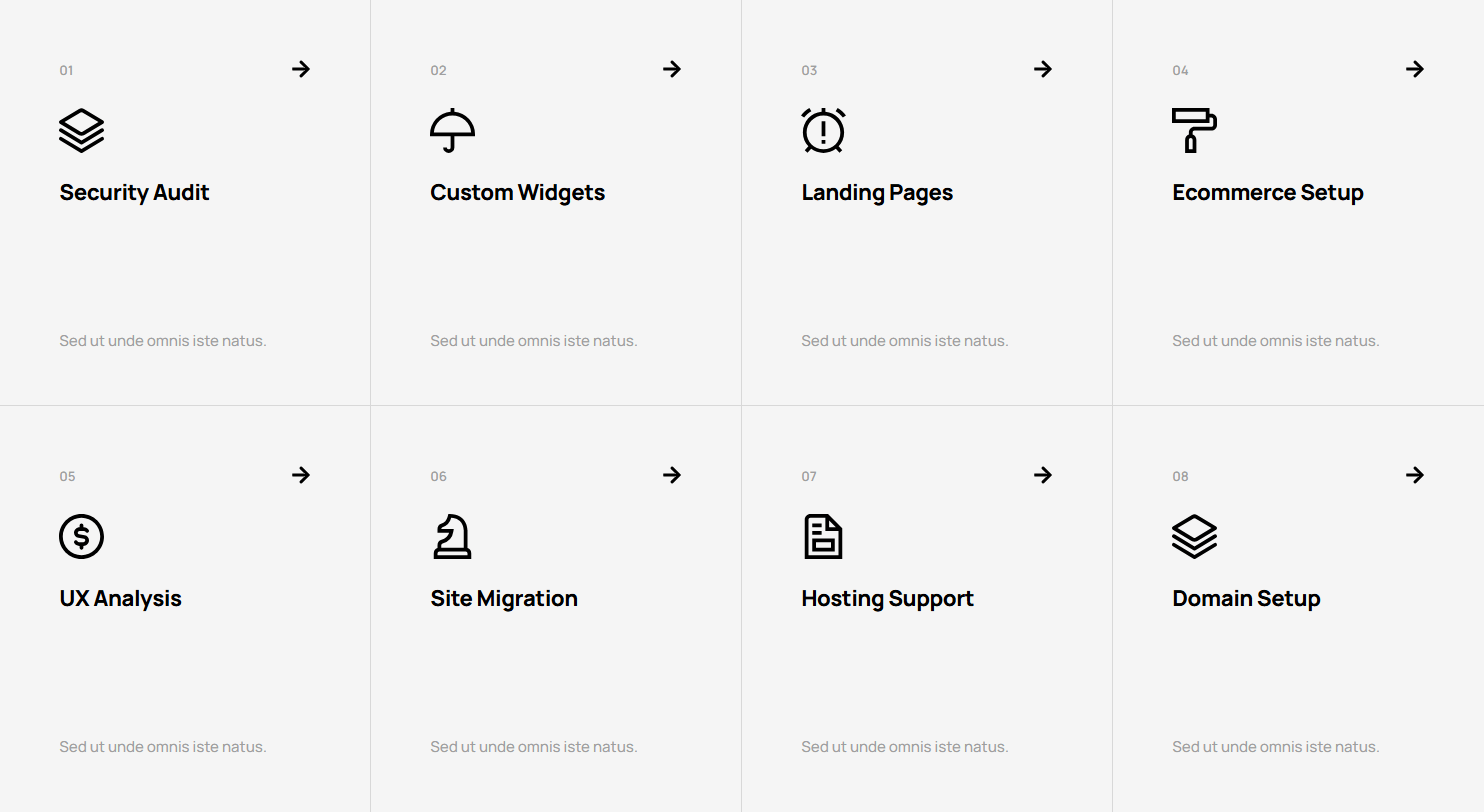 01
Security Audit
Sed ut unde omnis iste natus.
02
Custom Widgets
Sed ut unde omnis iste natus.
03
Landing Pages
Sed ut unde omnis iste natus.
04
Ecommerce Setup
Sed ut unde omnis iste natus.
05
UX Analysis
Sed ut unde omnis iste natus.
06
Site Migration
Sed ut unde omnis iste natus.
07
Hosting Support
Sed ut unde omnis iste natus.
08
Domain Setup
Sed ut unde omnis iste natus.